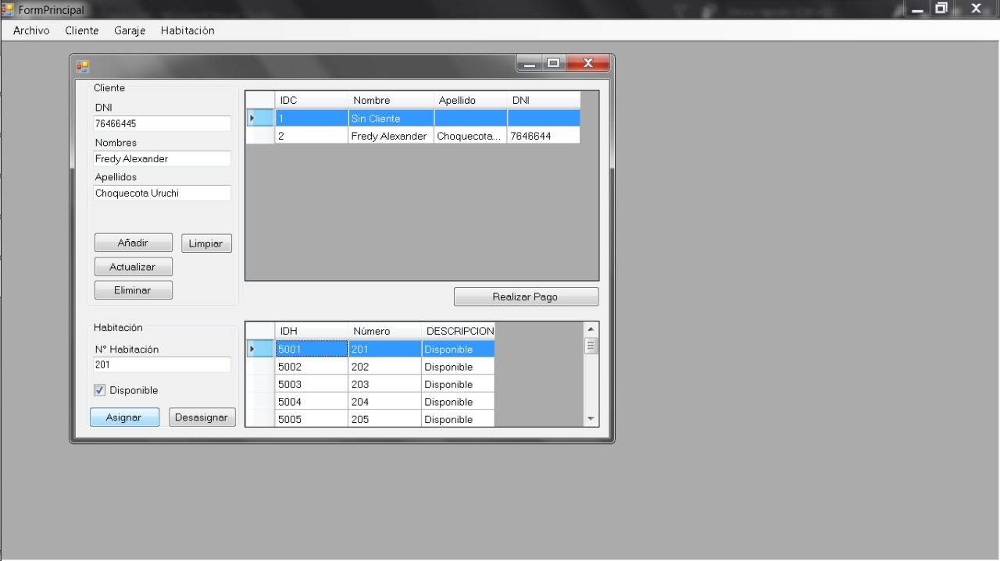 FormPrincipal
Archivo Cliente Garaje Habitación
Cliente
DNI
76466445
Nombres
Fredy Alexander
Apellidos
Choquecota Uruchi
Añadir Limpiar
Actualizar
Eliminar
IDC Nombre Apellido DNI
1 Sin Cliente
2 Fredy Alexander Choquecota... 7646644
Realizar Pago
Habitación
N° Habitación
201
Disponible
Asignar Desasignar
IDH Número DESCRIPCION
5001 201 Disponible
5002 202 Disponible
5003 203 Disponible
5004 204 Disponible
5005 205 Disponible